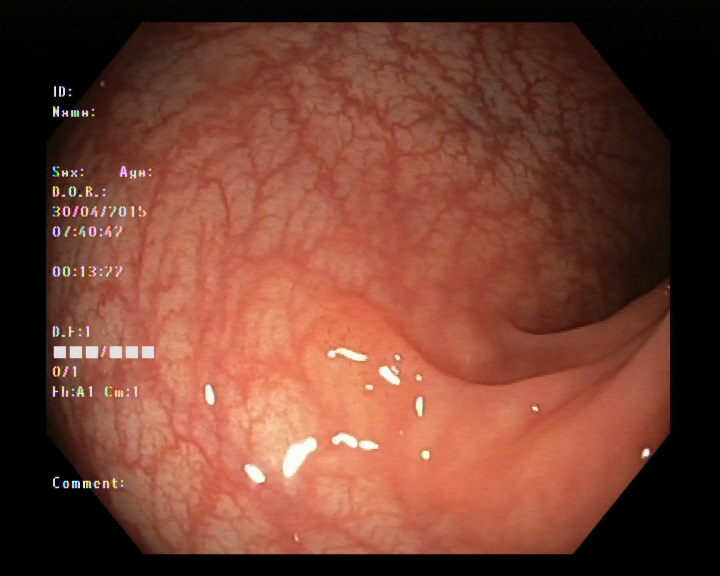 ID:
Name:
Sex: Age:
D.O.B.:
30/04/2015
07:40:42
00:13:22
D.F:1
■■■/■■■
0/1
Eh:A1 Cm:1
Comment: